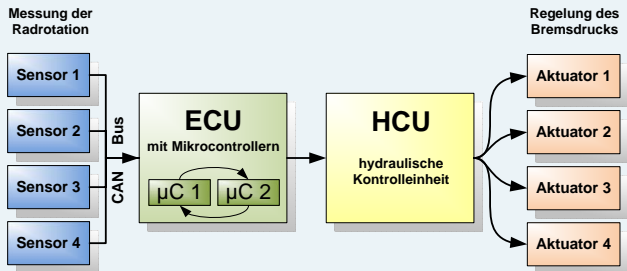 Messung der
Radrotation
Sensor 1
Sensor 2
Sensor 3
Sensor 4
CAN Bus
ECU
mit Mikrocontrollern
µC 1
µC 2
HCU
hydraulische
Kontrolleinheit
Regelung des
Bremsdrucks
Aktuator 1
Aktuator 2
Aktuator 3
Aktuator 4